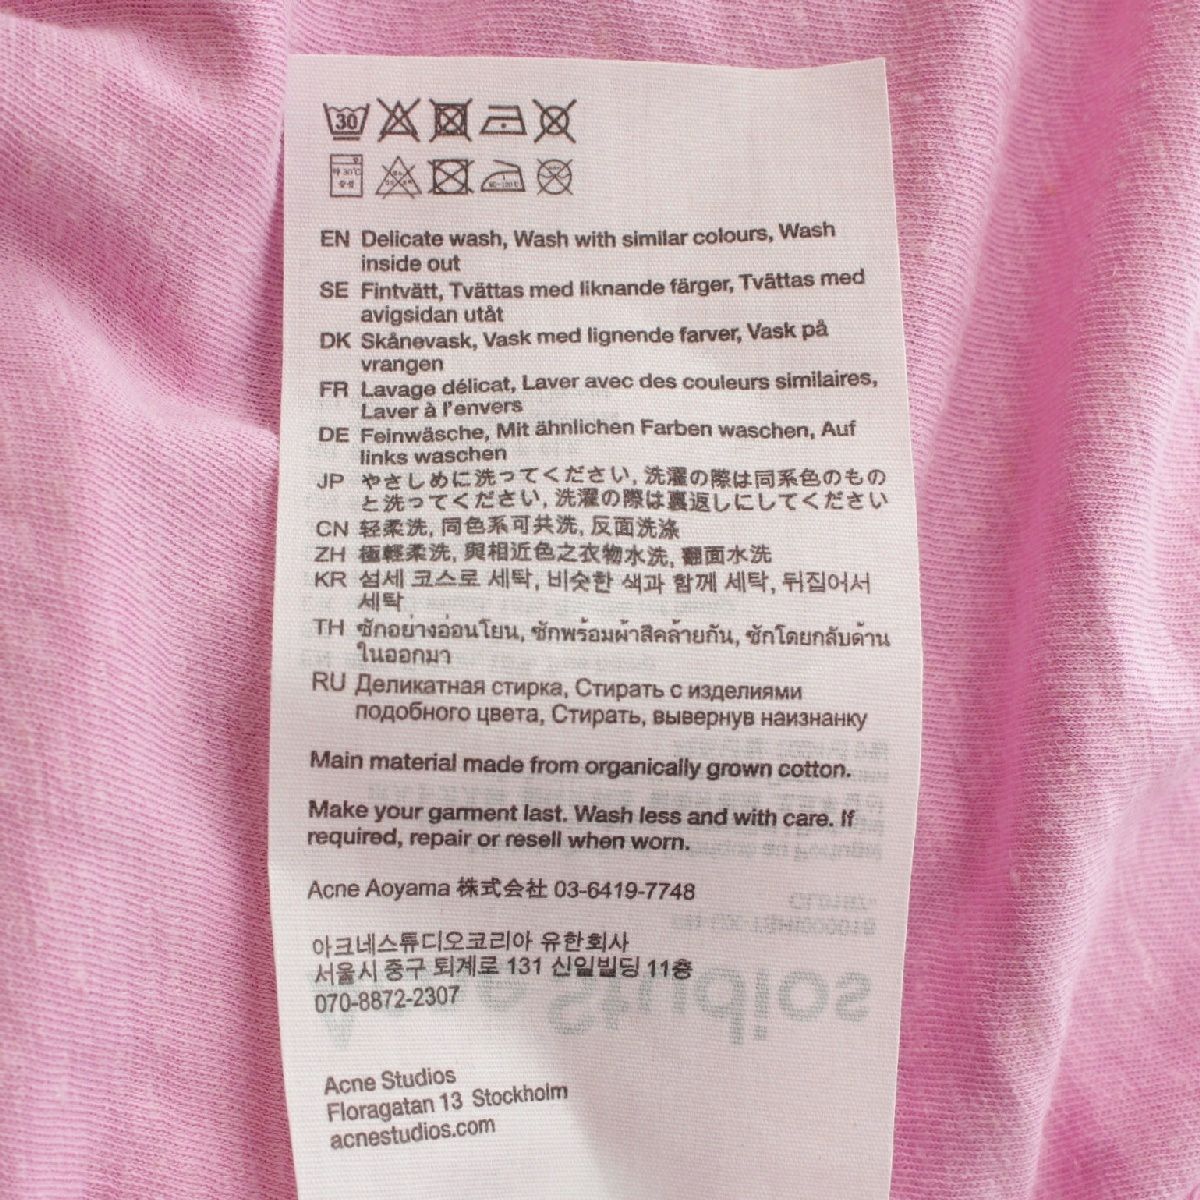 30
EN Delicate wash, Wash with similar colours, Wash
inside out
SE Fintvätt, Tvättas med liknande färger, Tvättas med
avigsidan utåt
DK Skånevask, Vask med lignende farver, Vask på
vrangen
FR Lavage délicat, Laver avec des couleurs similaires,
Laver à l'envers
DE Feinwäsche, Mit ähnlichen Farben waschen, Auf
links waschen
JP やさしめに洗ってください, 洗濯の際は同系色のもの
と洗ってください, 洗濯の際は裏返しにしてください
CN 轻柔洗, 同色系可共洗, 反面洗涤
ZH 極輕柔洗, 與相近色之衣物水洗, 翻面水洗
KR 섬세 코스로 세탁, 비슷한 색과 함께 세탁, 뒤집어서
세탁
TH ซักอย่างอ่อนโยน, ซักพร้อมผ้าสีคล้ายกัน, ซักโดยกลับด้าน
ในออกมา
RU Деликатная стирка, Стирать с изделиями
подобного цвета, Стирать, вывернув наизнанку
Main material made from organically grown cotton.
Make your garment last. Wash less and with care. If
required, repair or resell when worn.
Acne Aoyama 株式会社 03-6419-7748
아크네스튜디오코리아 유한회사
서울시 중구 퇴계로 131 신일빌딩 11층
070-8872-2307
Acne Studios
Floragatan 13 Stockholm
acnestudios.com